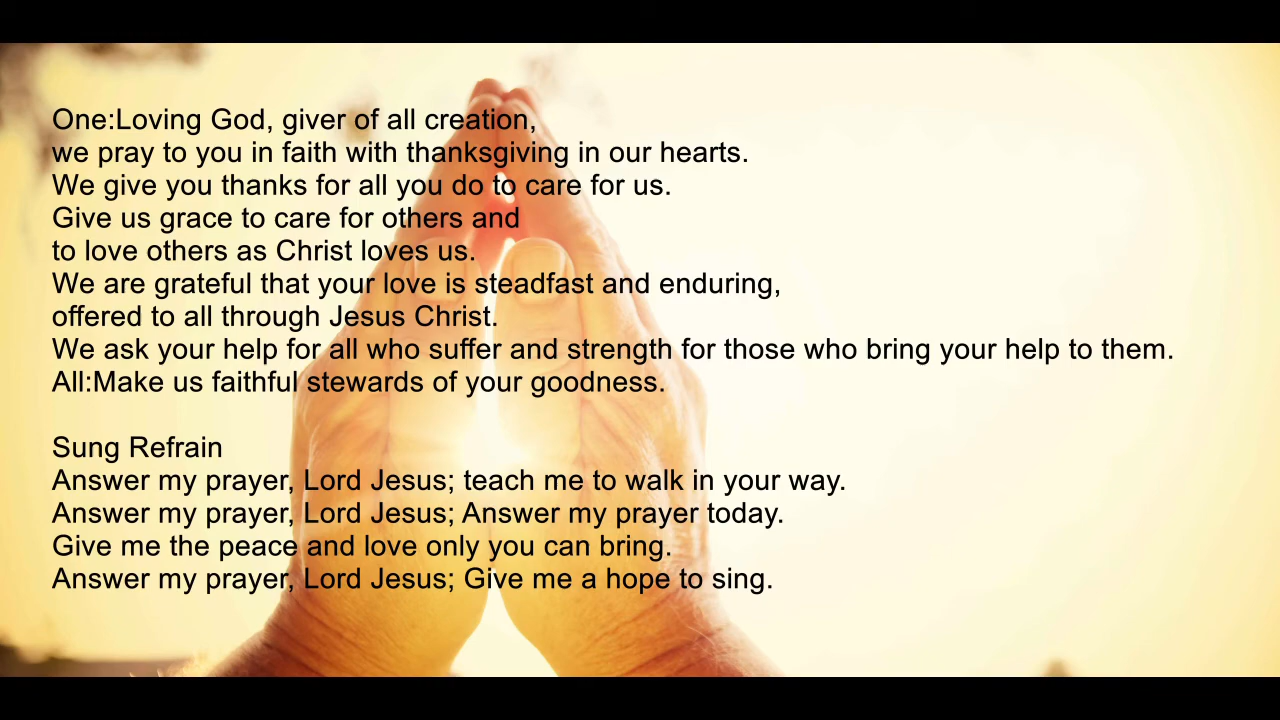 One:Loving God, giver of all creation,
we pray to you in faith with thanksgiving in our hearts.
We give you thanks for all you do to care for us.
Give us grace to care for others and
to love others as Christ loves us.
We are grateful that your love is steadfast and enduring,
offered to all through Jesus Christ.
We ask your help for all who suffer and strength for those who bring your help to them.
All:Make us faithful stewards of your goodness.
Sung Refrain
Answer my prayer, Lord Jesus; teach me to walk in your way.
Answer my prayer, Lord Jesus; Answer my prayer today.
Give me the peace and love only you can bring.
Answer my prayer, Lord Jesus; Give me a hope to sing.